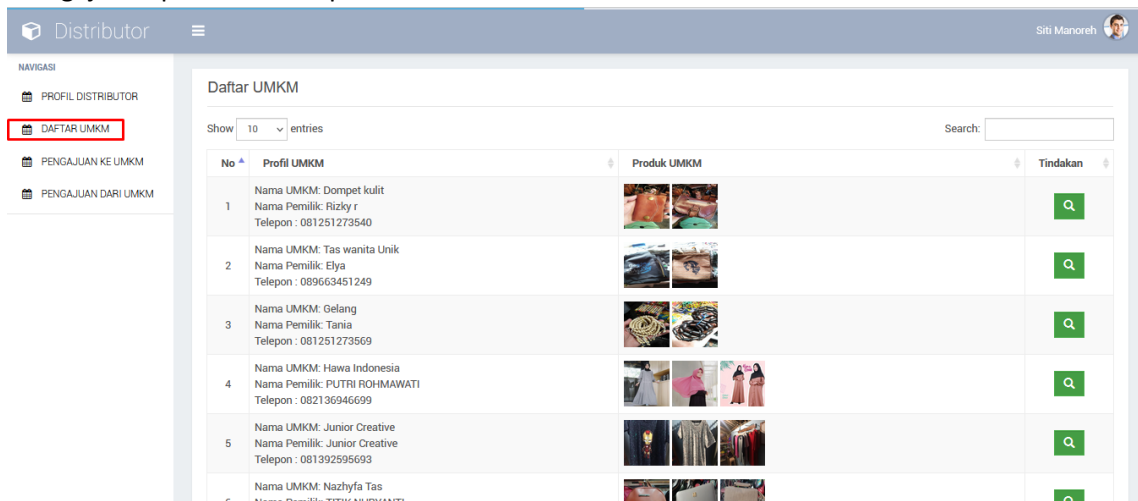 Distributor
Siti Manoreh
NAVIGASI
PROFIL DISTRIBUTOR
DAFTAR UMKM
PENGAJUAN KE UMKM
PENGAJUAN DARI UMKM
Daftar UMKM
Show 10 entries
Search:
No Profil UMKM Produk UMKM Tindakan
1
Nama UMKM: Dompet kulit
Nama Pemilik: Rizky r
Telepon : 081251273540
2
Nama UMKM: Tas wanita Unik
Nama Pemilik: Elya
Telepon : 089663451249
3
Nama UMKM: Gelang
Nama Pemilik: Tania
Telepon : 081251273569
4
Nama UMKM: Hawa Indonesia
Nama Pemilik: PUTRI ROHMAWATI
Telepon : 082136946699
5
Nama UMKM: Junior Creative
Nama Pemilik: Junior Creative
Telepon : 081392595693
Nama UMKM: Nazhyfa Tas